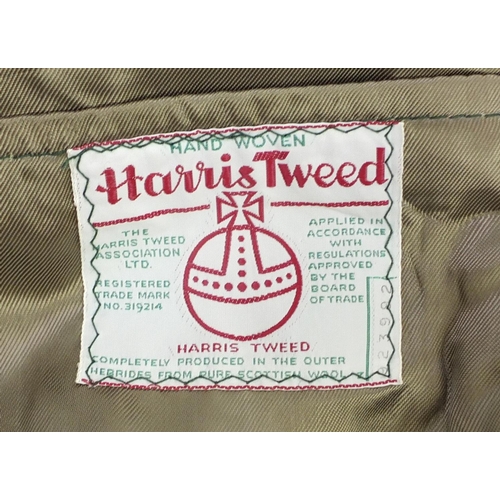 HAND WOVEN
Harris Tweed
THE
HARRIS TWEED
ASSOCIATION
LTD.
REGISTERED
TRADE MARK
NO.319214
APPLIED IN
ACCORDANCE
WITH
REGULATIONS
APPROVED
BY THE
BOARD
OF TRADE
HARRIS TWEED
COMPLETELY PRODUCED IN THE OUTER
HEBRIDES FROM PURE SCOTTISH WOOL